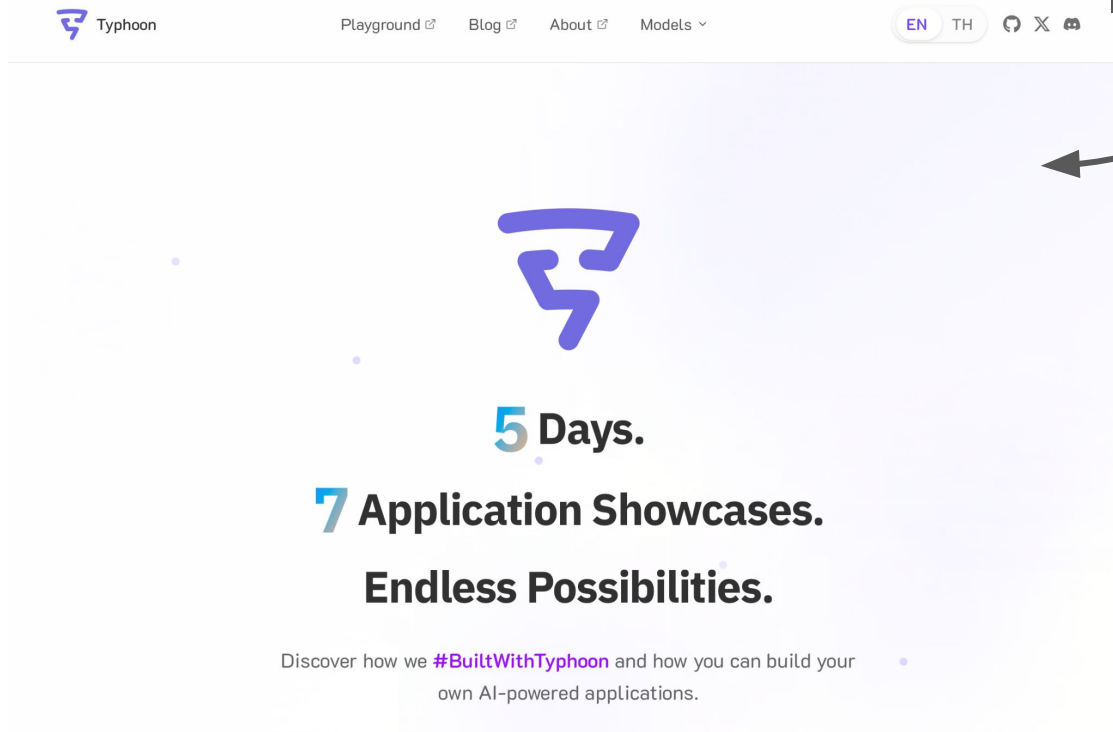 Typhoon
Playground Blog About Models
EN TH
5 Days.
7 Application Showcases.
Endless Possibilities.
Discover how we #BuiltWithTyphoon and how you can build your
own AI-powered applications.